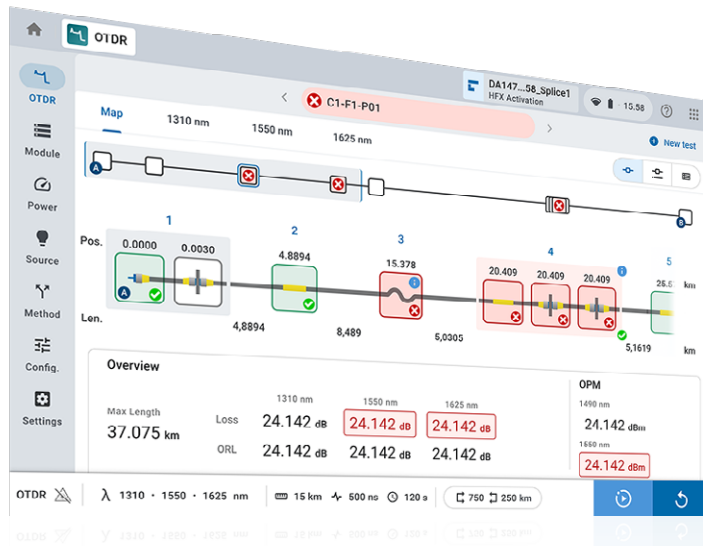 OTDR
DA147...58_Splice1
HFX Activation
15.58
C1-F1-P01
New test
OTDR
Module
Power
Source
Method
Config.
Settings
Map
1310 nm
1550 nm
1625 nm
A
B
1
2
3
4
5
Pos.
0.0000
0.0030
4.8894
15.378
20.409
20.409
20.409
km
A
Len.
4,8894
8,489
5,0305
5,1619
km
Overview
OPM
1310 nm
1550 nm
1625 nm
1490 nm
Max Length
Loss
24.142 dB
24.142 dB
24.142 dB
24.142 dBm
37.075 km
ORL
24.142 dB
24.142 dB
24.142 dB
24.142 dBm
OTDR
λ 1310 · 1550 · 1625 nm
15 km
500 ns
120 s
750
250 km